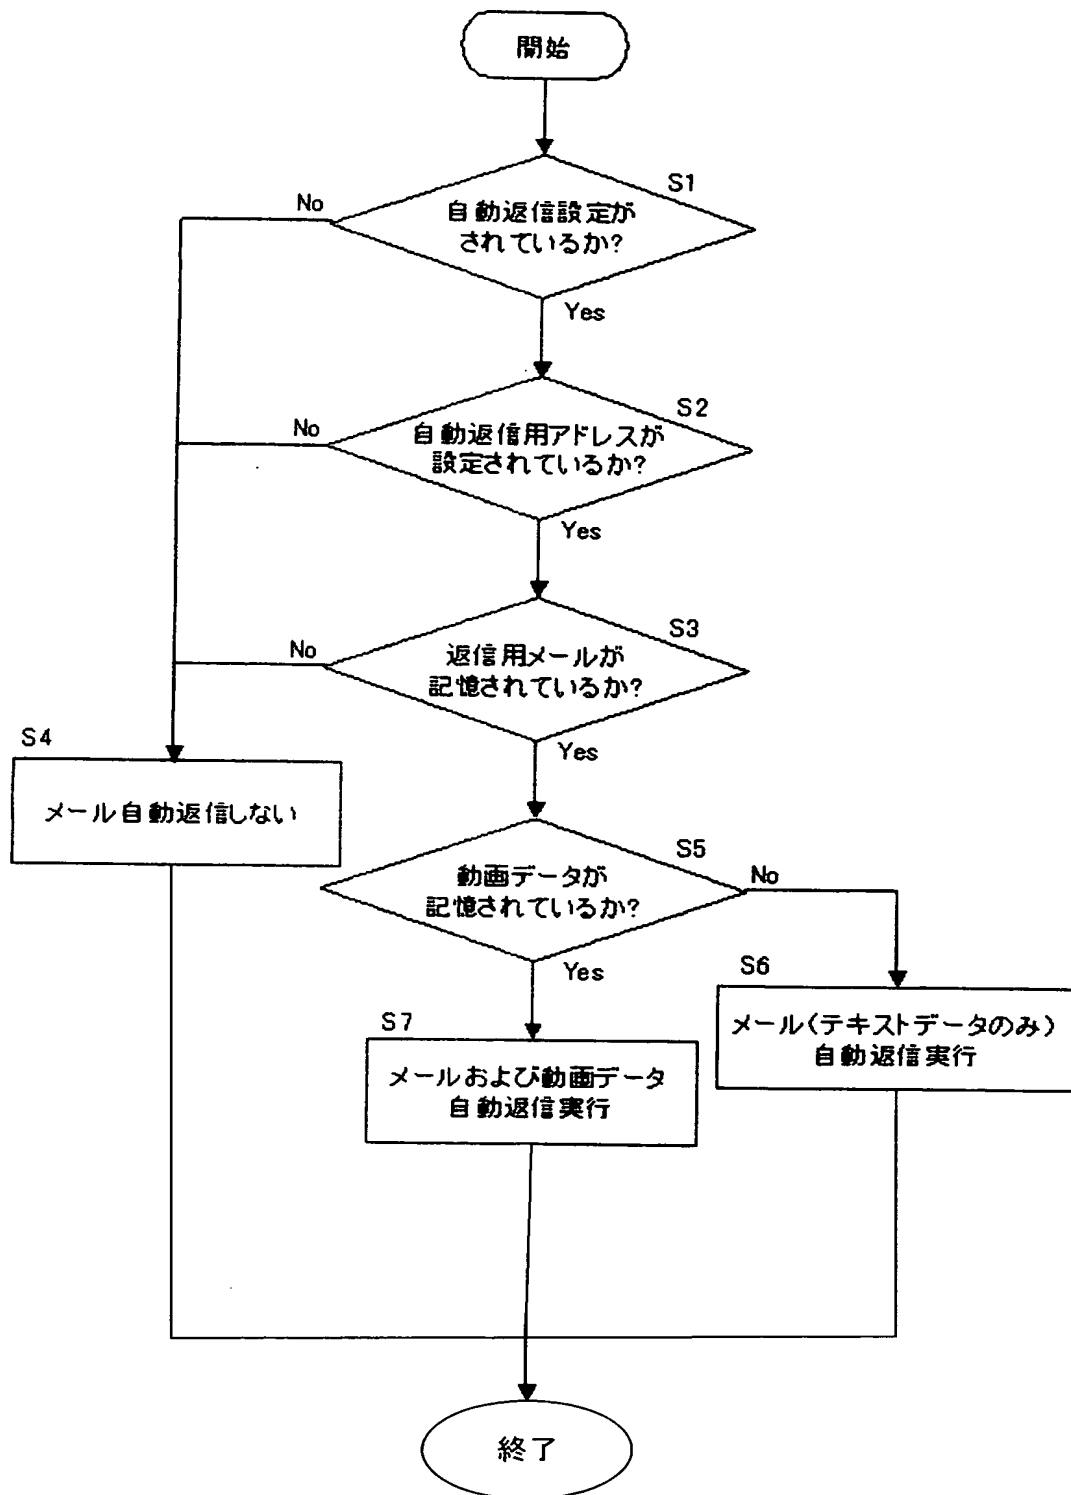 開始
S1
No
自動返信設定が
されているか?
Yes
S2
No
自動返信用アドレスが
設定されているか?
Yes
S3
No
返信用メールが
記憶されているか?
Yes
S4
メール自動返信しない
S5
動画データが
記憶されているか?
No
Yes
S6
メール(テキストデータのみ)
自動返信実行
S7
メールおよび動画データ
自動返信実行
終了